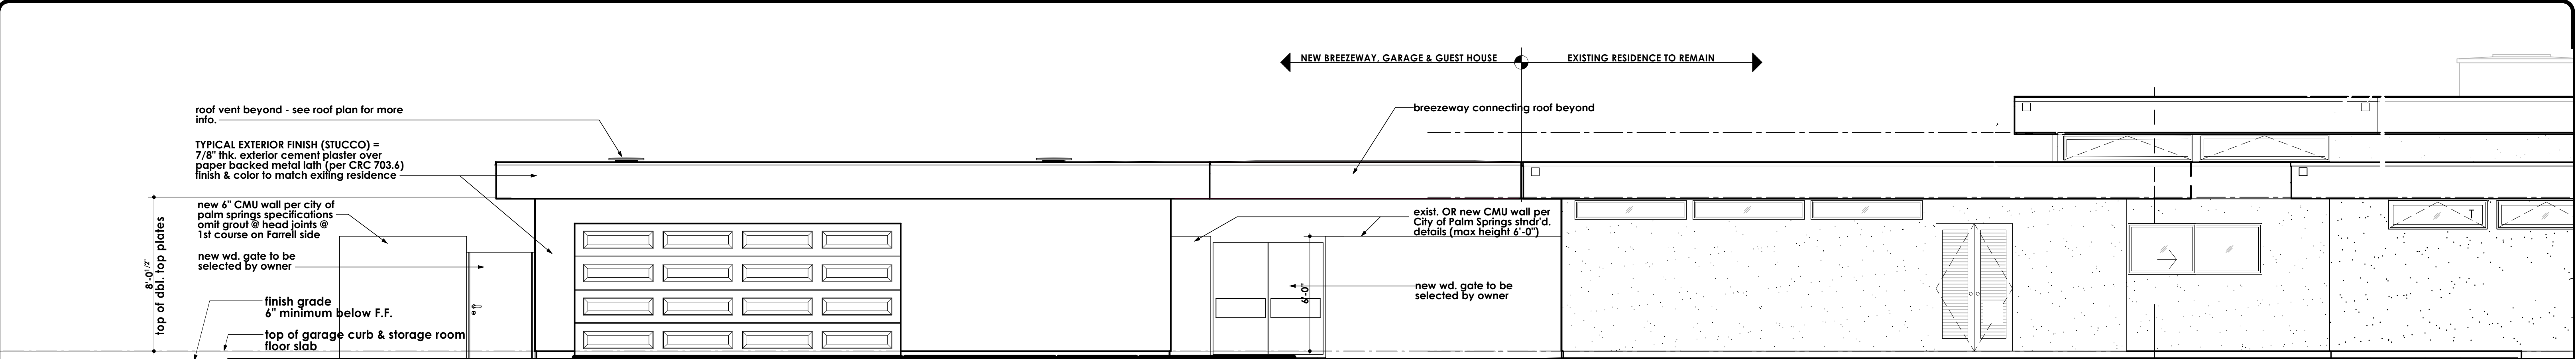 NEW BREEZEWAY, GARAGE & GUEST HOUSE
EXISTING RESIDENCE TO REMAIN
roof vent beyond - see roof plan for more
info.
breezeway connecting roof beyond
TYPICAL EXTERIOR FINISH (STUCCO) =
7/8" thk. exterior cement plaster over
paper backed metal lath (per CRC 703.6)
finish & color to match exiting residence
new 6" CMU wall per city of
palm springs specifications
omit grout @ head joints @
1st course on Farrell side
exist. OR new CMU wall per
City of Palm Springs stndr'd.
details (max height 6'-0")
T
new wd. gate to be
selected by owner
8'-0 1/2"
top of dbl. top plates
6'-0"
new wd. gate to be
selected by owner
finish grade
6" minimum below F.F.
top of garage curb & storage room
floor slab